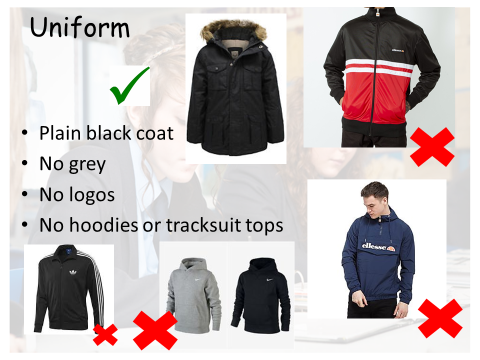 Uniform
• Plain black coat
• No grey
• No logos
• No hoodies or tracksuit tops
ellesse